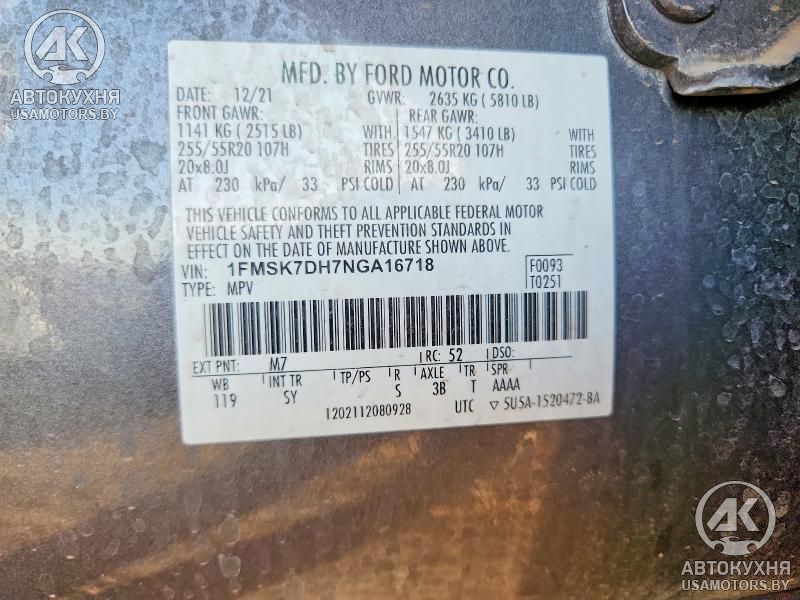 AK
АВТОКУХНЯ
USAMOTORS.BY
MFD. BY FORD MOTOR CO.
DATE: 12/21 GVWR: 2635 KG ( 5810 LB)
FRONT GAWR: REAR GAWR:
1141 KG ( 2515 LB) WITH 1547 KG ( 3410 LB) WITH
255/55R20 107H TIRES 255/55R20 107H TIRES
20x8.0J RIMS 20x8.0J RIMS
AT 230 kPa/ 33 PSI COLD AT 230 kPa/ 33 PSI COLD
THIS VEHICLE CONFORMS TO ALL APPLICABLE FEDERAL MOTOR
VEHICLE SAFETY AND THEFT PREVENTION STANDARDS IN
EFFECT ON THE DATE OF MANUFACTURE SHOWN ABOVE.
VIN: 1FMSK7DH7NGA16718 F0093
TYPE: MPV T0251
EXT PNT: M7 RC: 52 DSO:
WB INT TR TP/PS R AXLE TR SPR
119 SY S 3B T AAAA
1202112080928 UTC ▽ 5U5A-1520472-BA
AK
АВТОКУХНЯ
USAMOTORS.BY